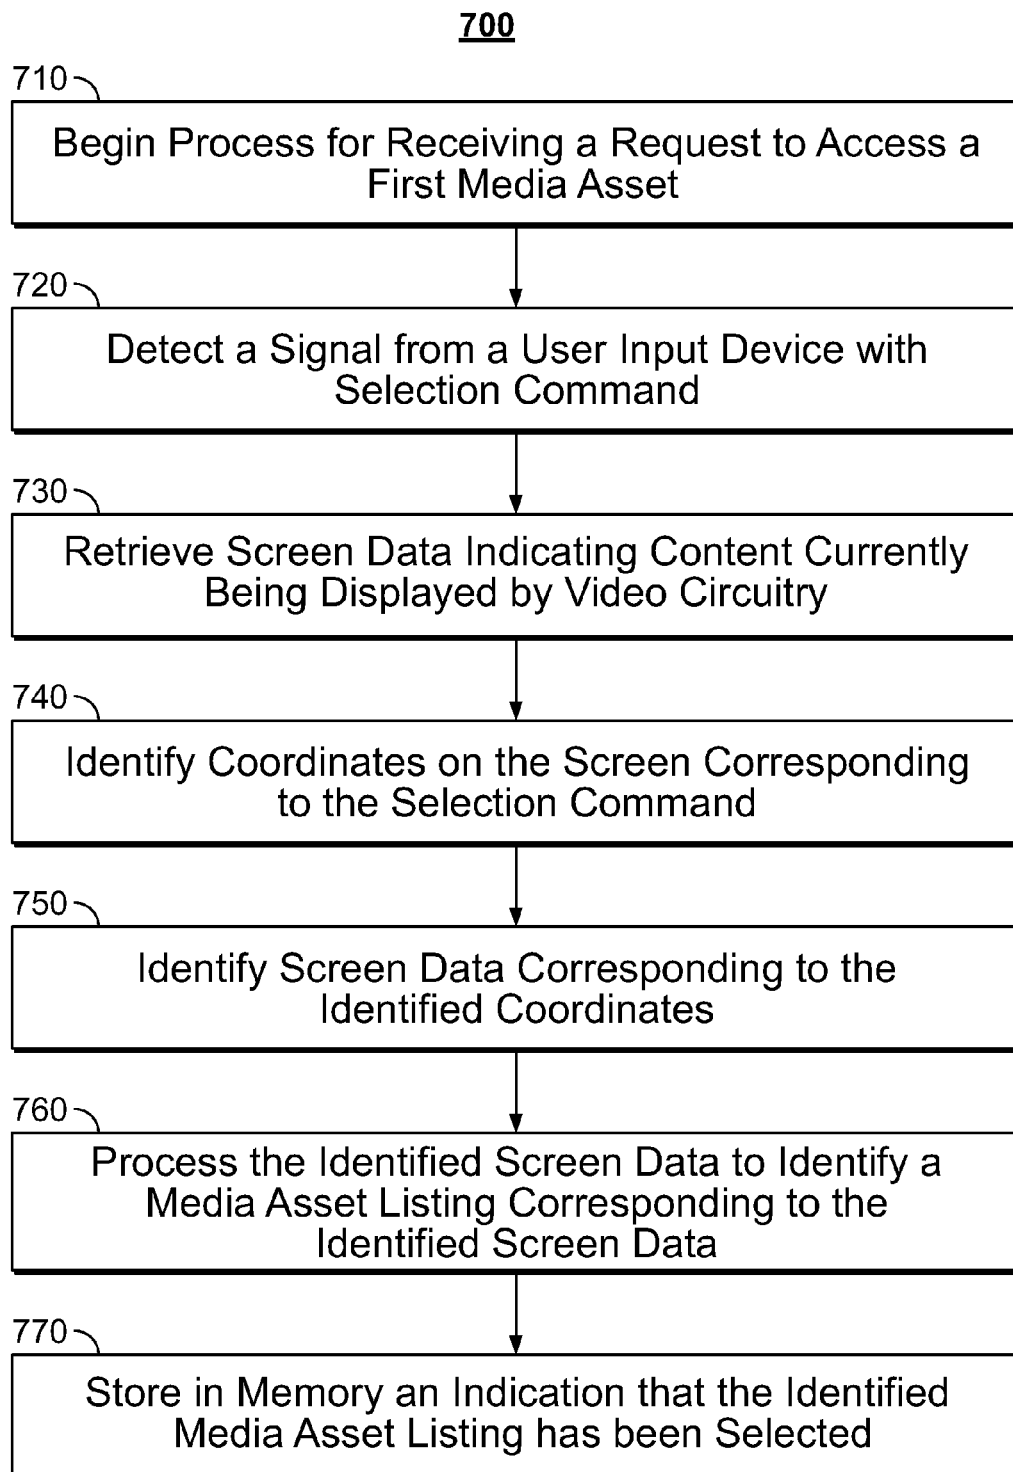 700
710
Begin Process for Receiving a Request to Access a
First Media Asset
720
Detect a Signal from a User Input Device with
Selection Command
730
Retrieve Screen Data Indicating Content Currently
Being Displayed by Video Circuitry
740
Identify Coordinates on the Screen Corresponding
to the Selection Command
750
Identify Screen Data Corresponding to the
Identified Coordinates
760
Process the Identified Screen Data to Identify a
Media Asset Listing Corresponding to the
Identified Screen Data
770
Store in Memory an Indication that the Identified
Media Asset Listing has been Selected